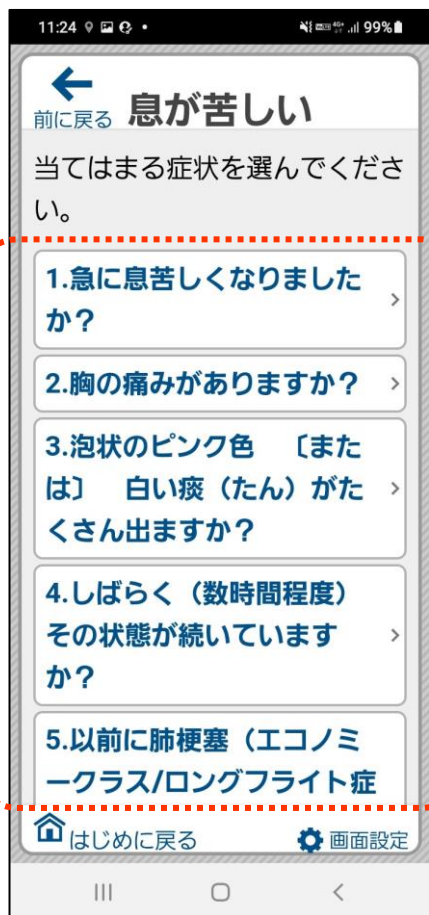 11:24
99%
前に戻る
息が苦しい
当てはまる症状を選んでくださ
い。
1.急に息苦しくなりました
か？
2.胸の痛みがありますか？
3.泡状のピンク色　〔また
は〕　白い痰（たん）がた
くさん出ますか？
4.しばらく（数時間程度）
その状態が続いています
か？
5.以前に肺梗塞（エコノミ
ークラス/ロングフライト症
はじめに戻る
画面設定